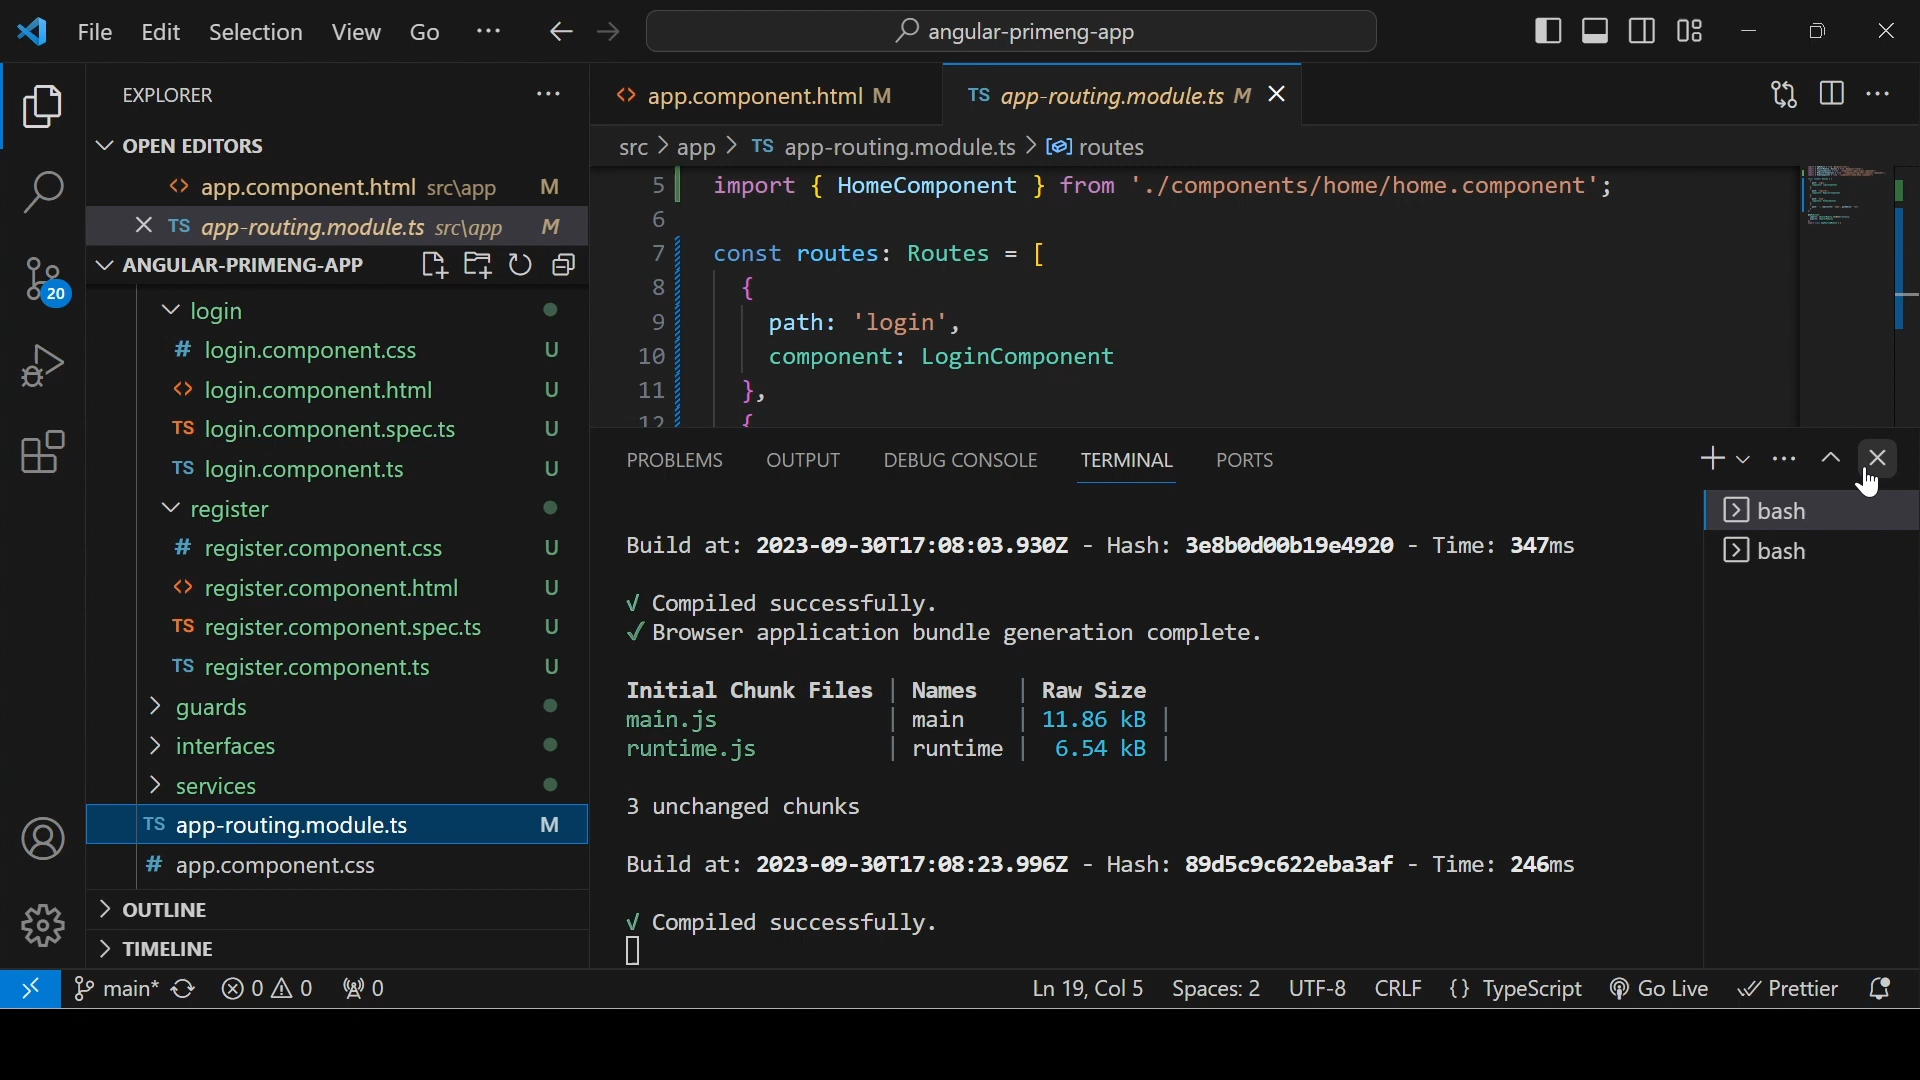 File Edit Selection View Go ··· angular-primeng-app
EXPLORER
OPEN EDITORS
<> app.component.html src\app M
TS app-routing.module.ts src\app M
ANGULAR-PRIMENG-APP
login
# login.component.css U
<> login.component.html U
TS login.component.spec.ts U
TS login.component.ts U
register
# register.component.css U
<> register.component.html U
TS register.component.spec.ts U
TS register.component.ts U
guards
interfaces
services
TS app-routing.module.ts M
# app.component.css
OUTLINE
TIMELINE
20
<> app.component.html M TS app-routing.module.ts M
src > app > TS app-routing.module.ts > routes
5 import { HomeComponent } from './components/home/home.component';
6
7 const routes: Routes = [
8 {
9 path: 'login',
10 component: LoginComponent
11 },
12 {
PROBLEMS OUTPUT DEBUG CONSOLE TERMINAL PORTS
bash
bash
Build at: 2023-09-30T17:08:03.930Z - Hash: 3e8b0d00b19e4920 - Time: 347ms
√ Compiled successfully.
✓ Browser application bundle generation complete.
Initial Chunk Files | Names | Raw Size
main.js | main | 11.86 kB |
runtime.js | runtime | 6.54 kB |
3 unchanged chunks
Build at: 2023-09-30T17:08:23.996Z - Hash: 89d5c9c622eba3af - Time: 246ms
√ Compiled successfully.
main* 0 0 0 Ln 19, Col 5 Spaces: 2 UTF-8 CRLF {} TypeScript Go Live Prettier